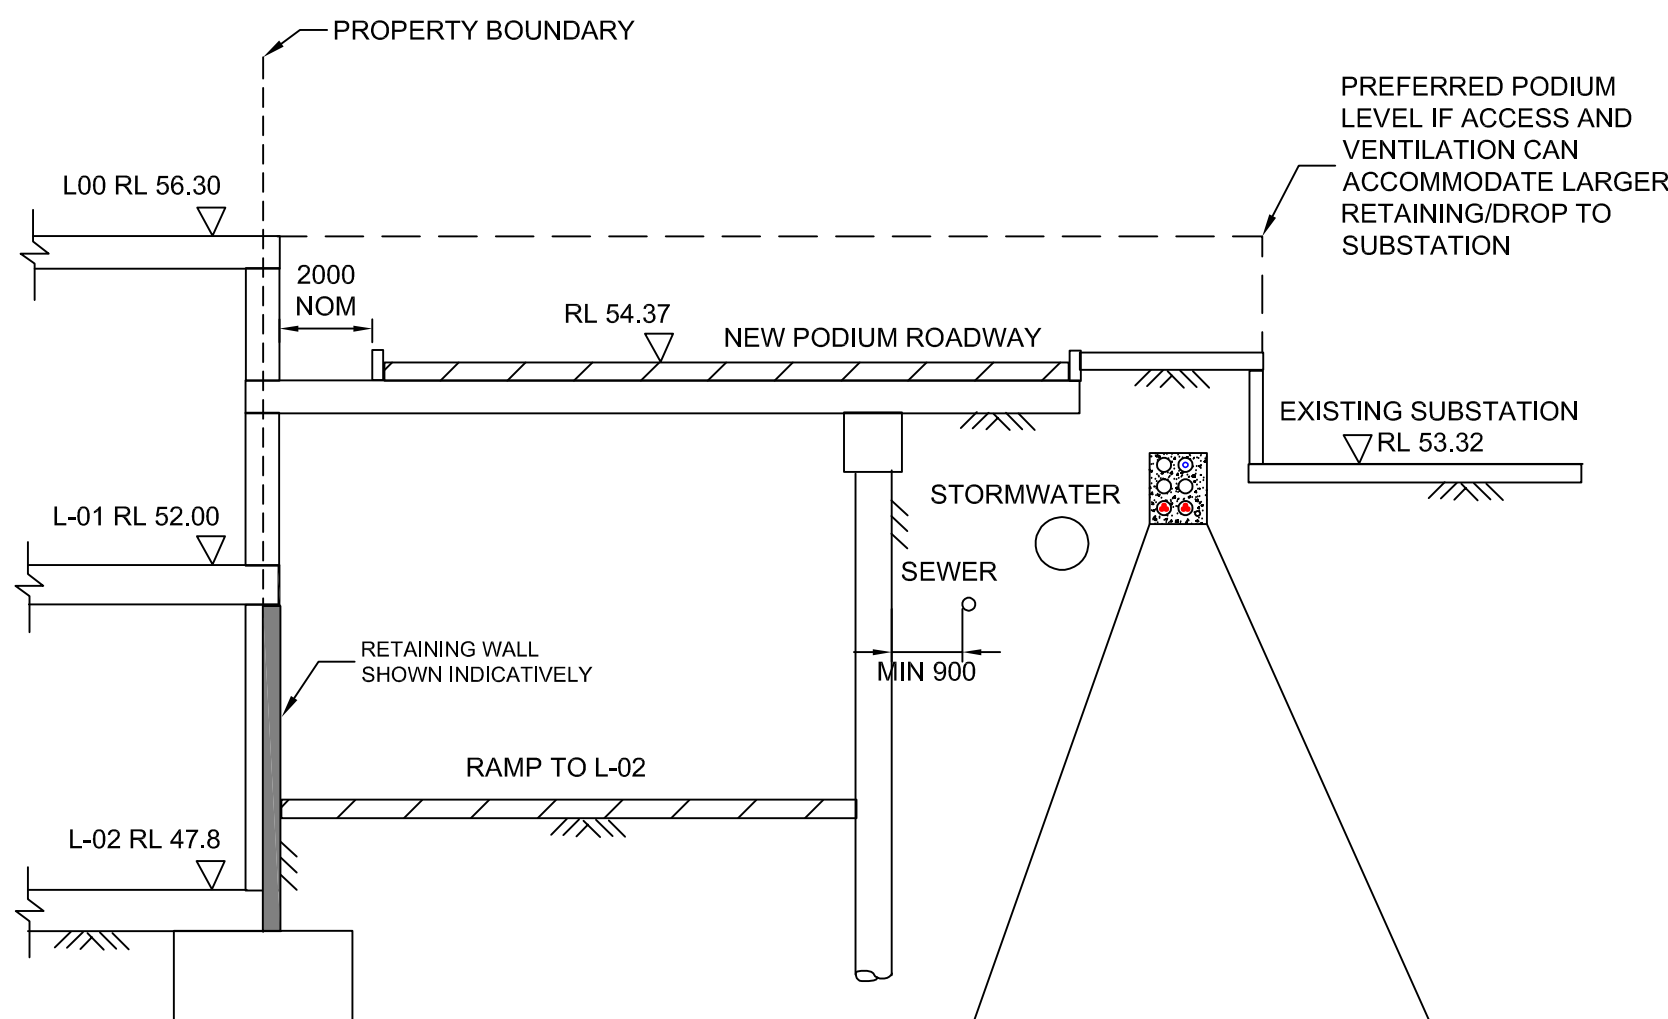 PROPERTY BOUNDARY
PREFERRED PODIUM
LEVEL IF ACCESS AND
VENTILATION CAN
ACCOMMODATE LARGER
RETAINING/DROP TO
SUBSTATION
L00 RL 56.30
2000
NOM
RL 54.37
NEW PODIUM ROADWAY
EXISTING SUBSTATION
RL 53.32
STORMWATER
L-01 RL 52.00
SEWER
RETAINING WALL
SHOWN INDICATIVELY
MIN 900
RAMP TO L-02
L-02 RL 47.8